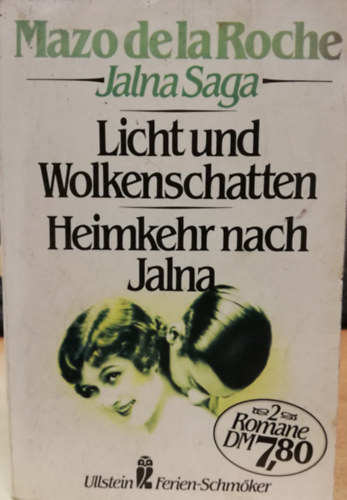 Mazo de la Roche
Jalna Saga
Licht und
Wolkenschatten
Heimkehr nach
Jalna
2
Romane
DM 7,80
Ullstein Ferien-Schmöker